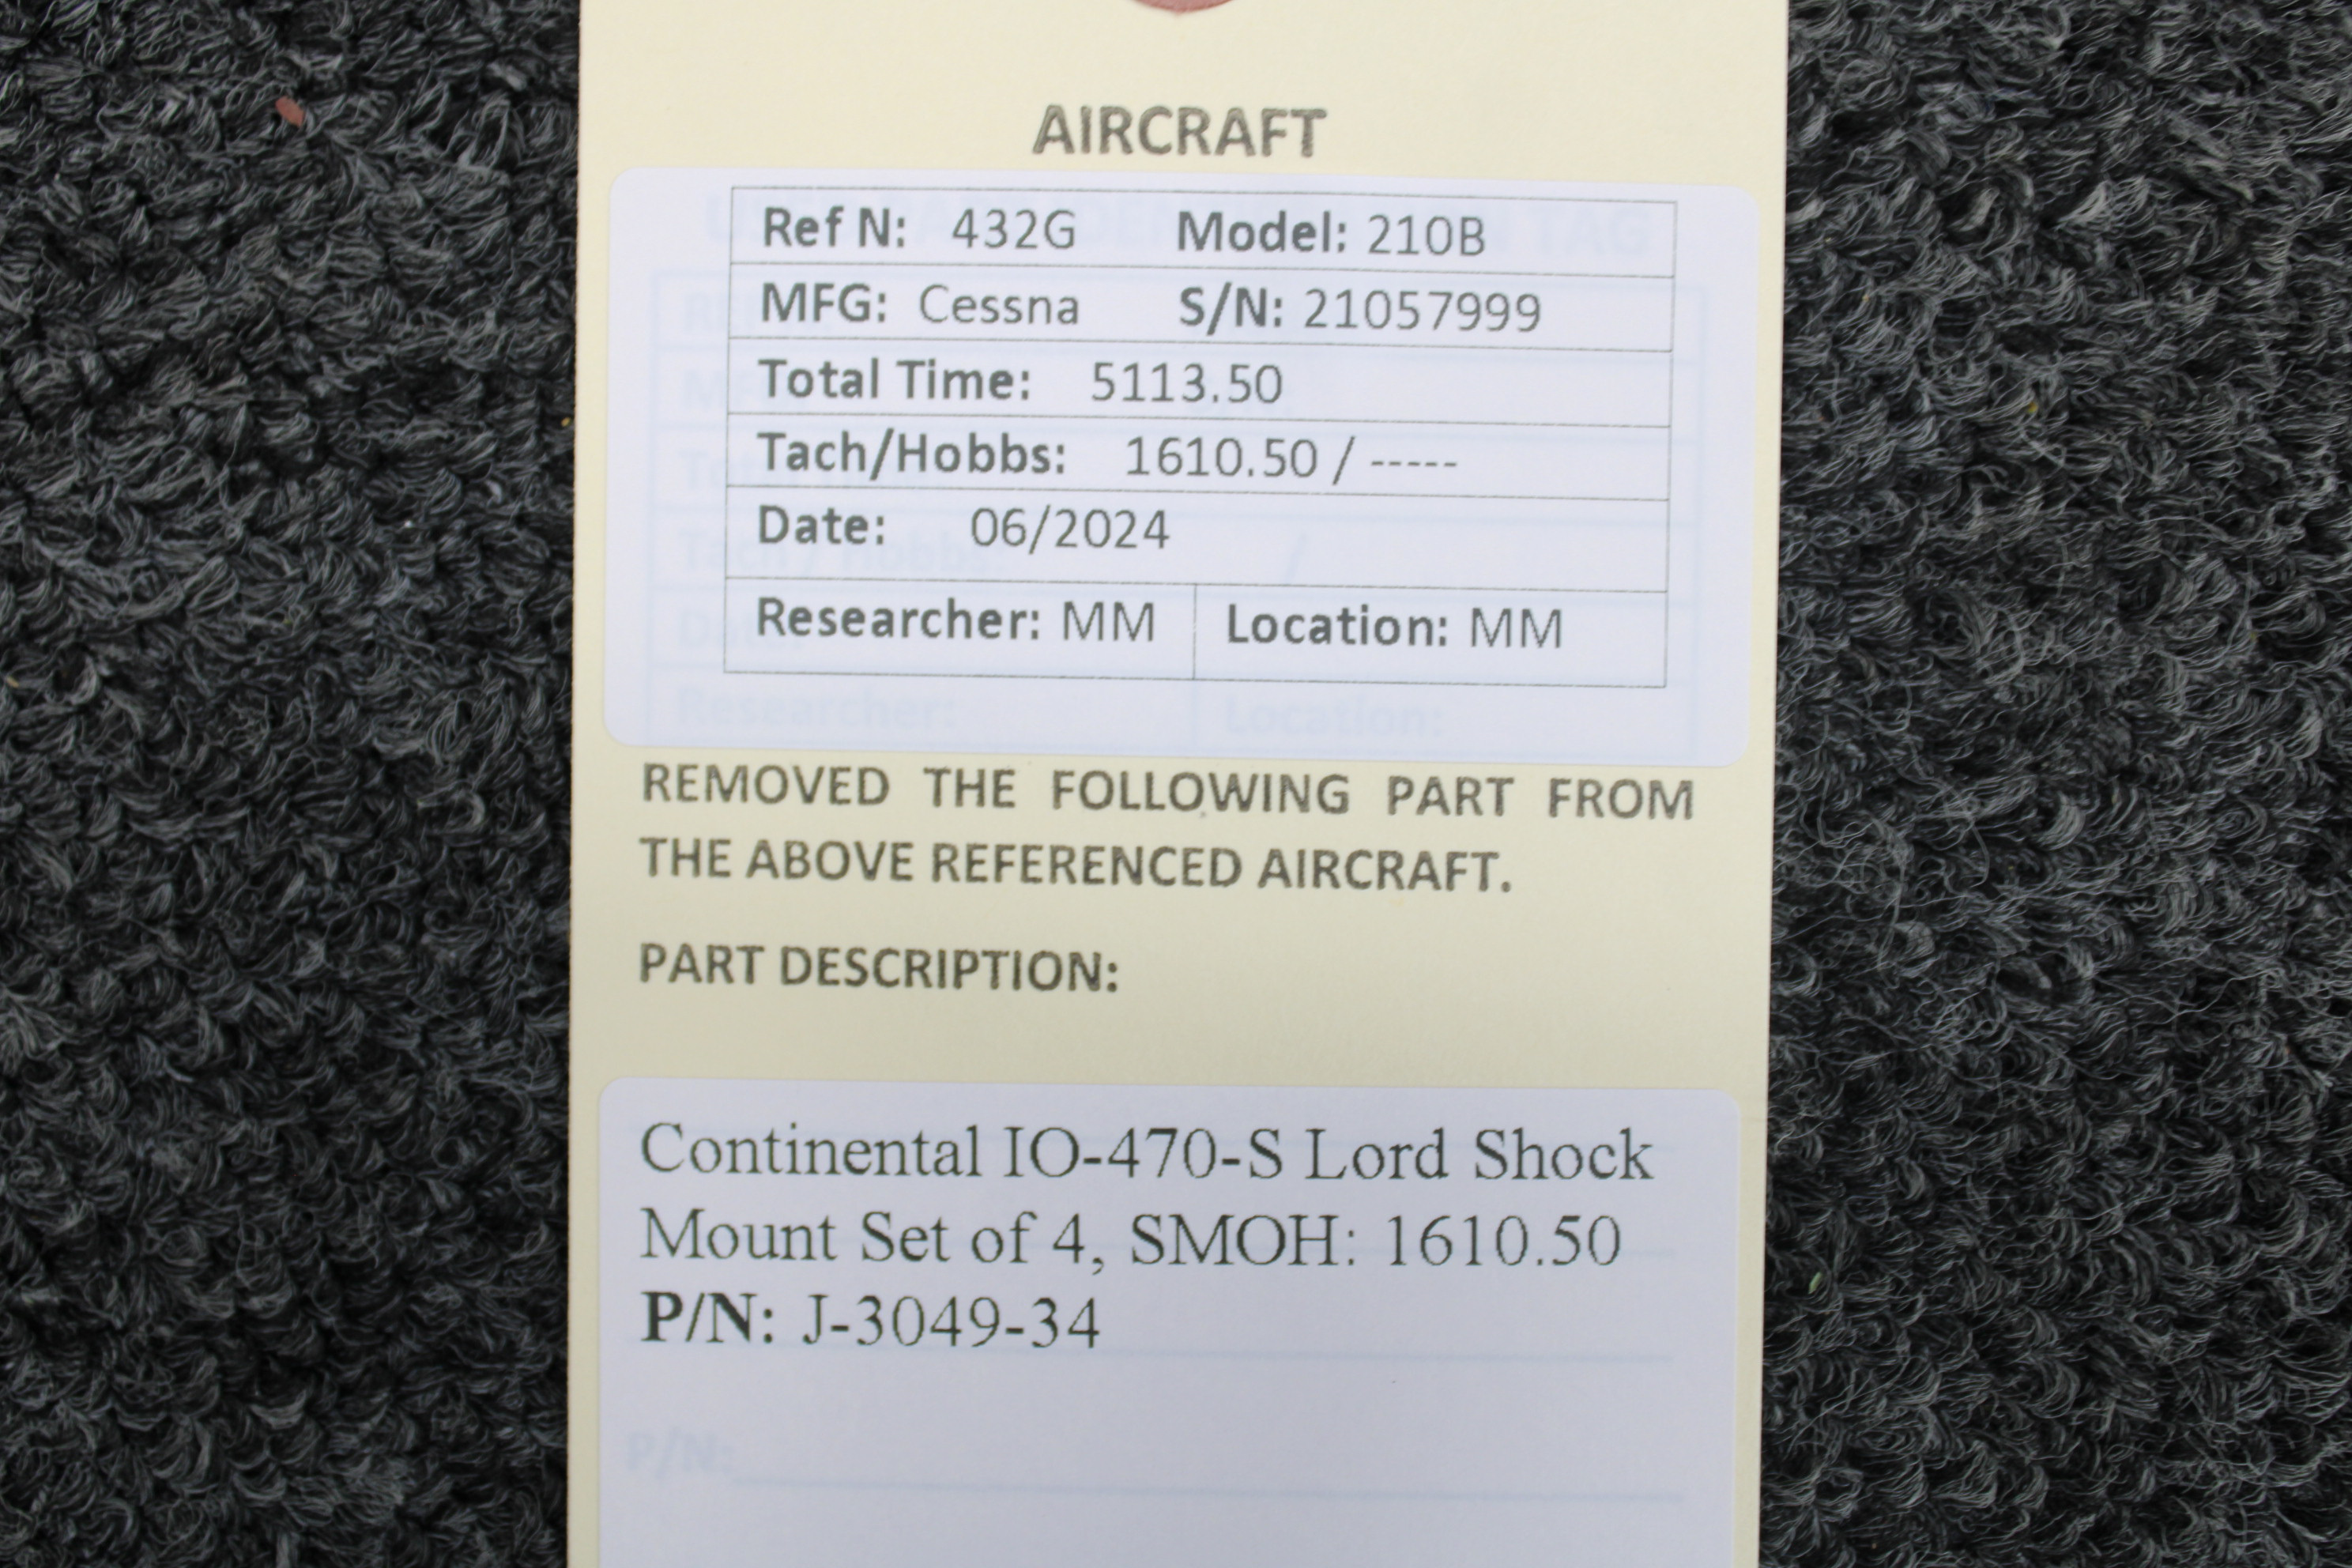 AIRCRAFT
Ref N: 432G Model: 210B
MFG: Cessna S/N: 21057999
Total Time: 5113.50
Tach/Hobbs: 1610.50 / -----
Date: 06/2024
Researcher: MM Location: MM
Researcher: Location:
REMOVED THE FOLLOWING PART FROM
THE ABOVE REFERENCED AIRCRAFT.
PART DESCRIPTION:
Continental IO-470-S Lord Shock
Mount Set of 4, SMOH: 1610.50
P/N: J-3049-34
P/N: